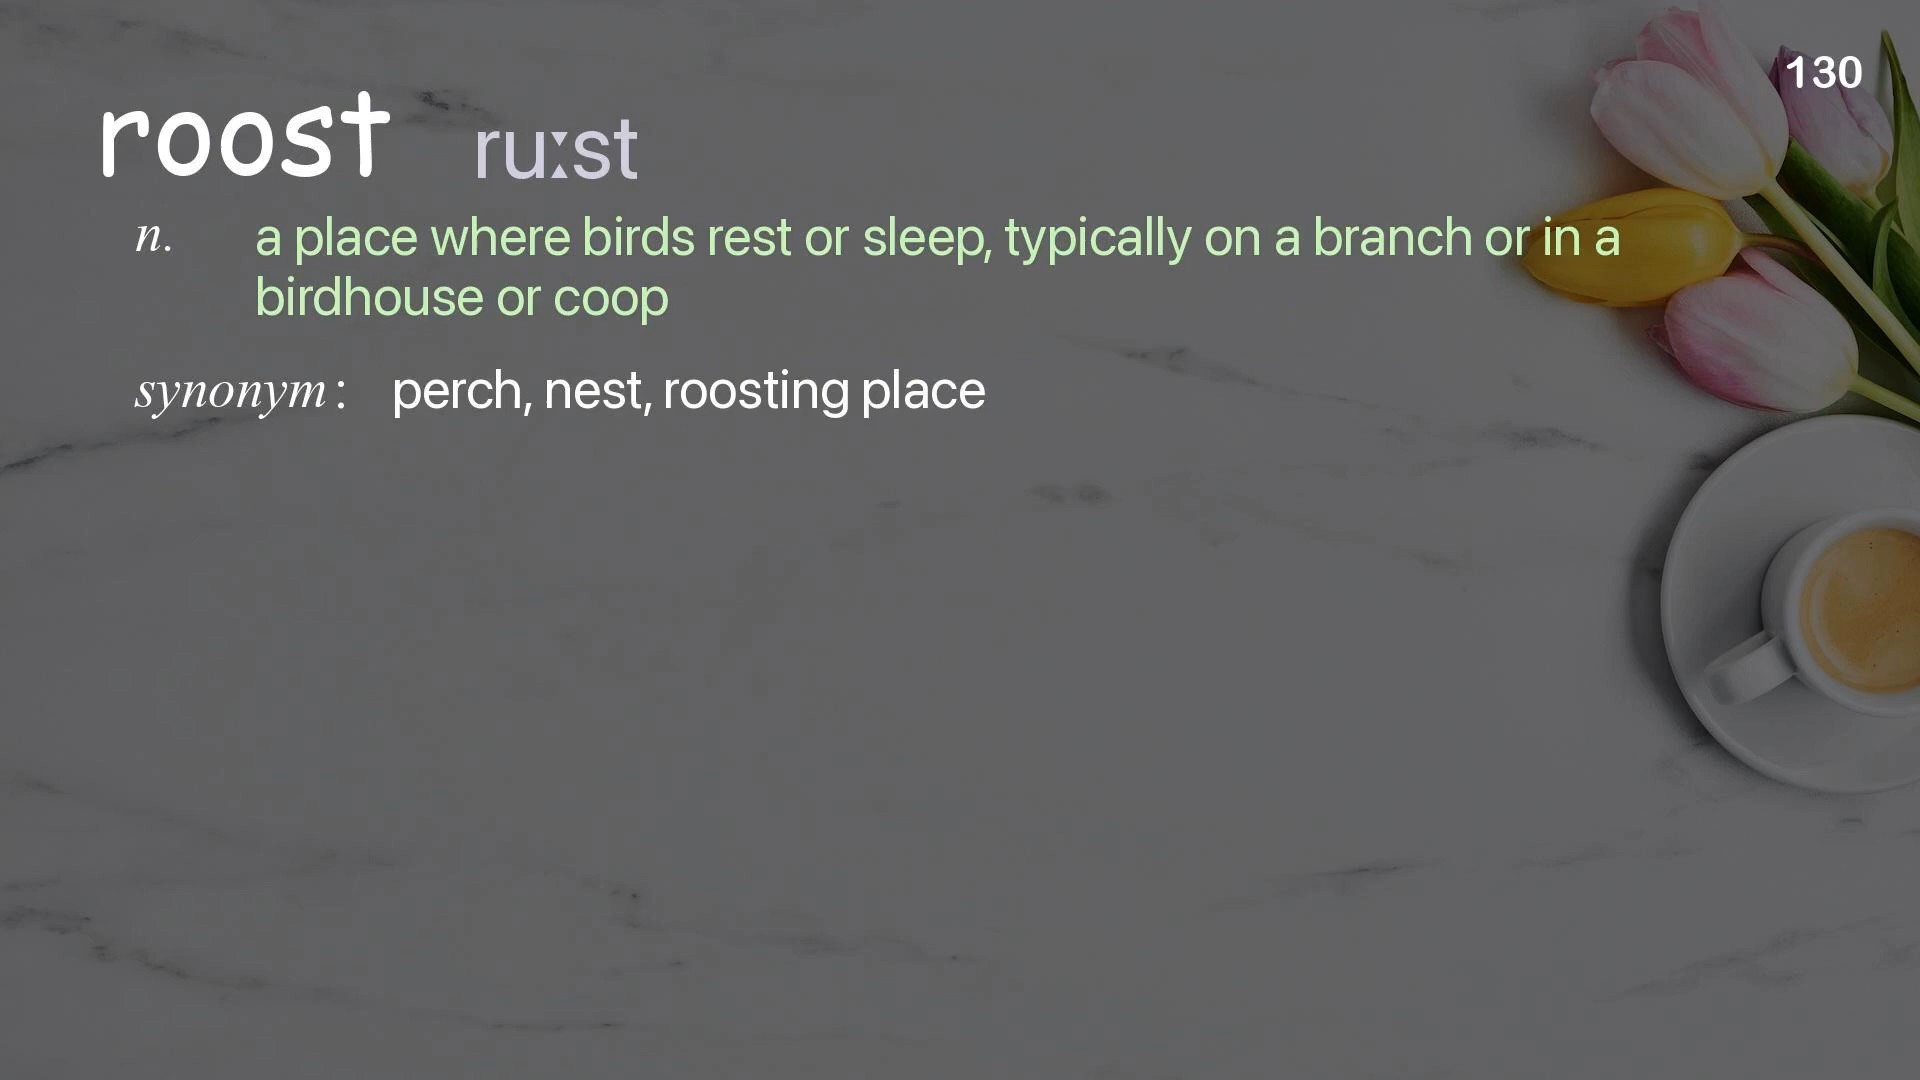 130
roost ruːst
n. a place where birds rest or sleep, typically on a branch or in a
birdhouse or coop
synonym : perch, nest, roosting place